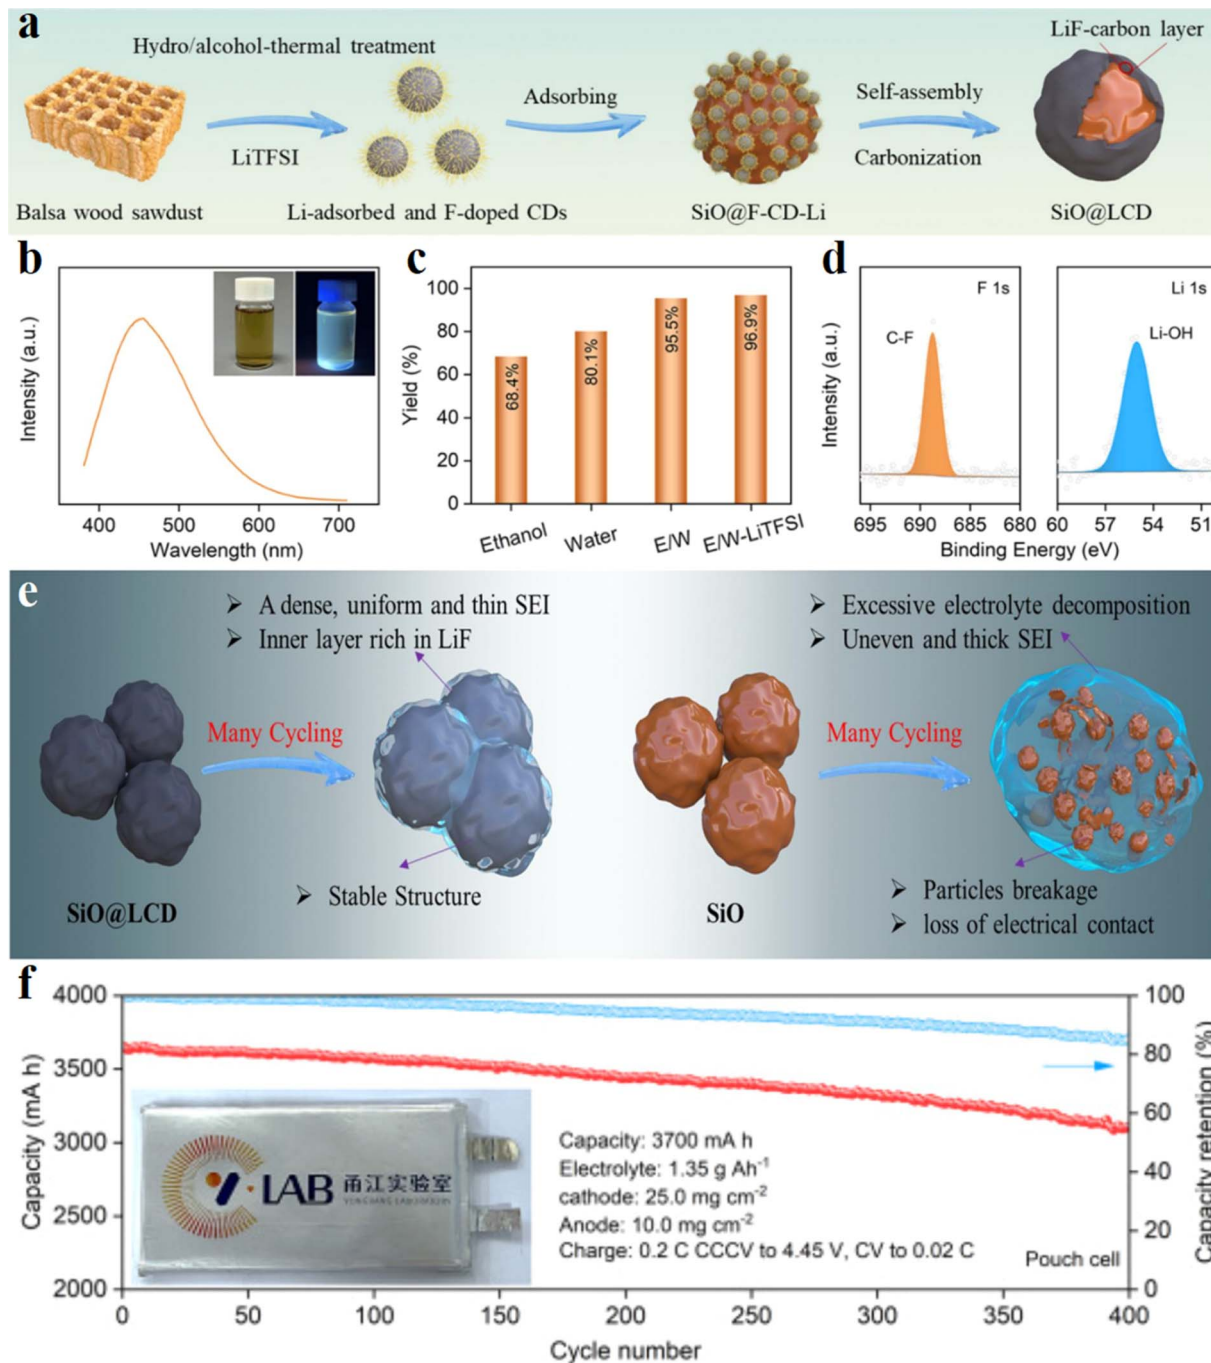 a
Hydro/alcohol-thermal treatment
LiTFSI
Adsorbing
Self-assembly
Carbonization
LiF-carbon layer
Balsa wood sawdust
Li-adsorbed and F-doped CDs
SiO@F-CD-Li
SiO@LCD
b
Intensity (a.u.)
400 500 600 700
Wavelength (nm)
c
Yield (%)
100
80
60
40
20
0
68.4%
80.1%
95.5%
96.9%
Ethanol
Water
E/W
E/W-LiTFSI
d
Intensity (a.u.)
F 1s
C-F
Li 1s
Li-OH
695 690 685 680
60 57 54 51
Binding Energy (eV)
e
➢ A dense, uniform and thin SEI
➢ Inner layer rich in LiF
Many Cycling
➢ Stable Structure
SiO@LCD
➢ Excessive electrolyte decomposition
➢ Uneven and thick SEI
Many Cycling
➢ Particles breakage
➢ loss of electrical contact
SiO
f
Capacity (mA h)
4000
3500
3000
2500
2000
100
80
60
40
20
0
Capacity retention (%)
LAB 甬江实验室
Capacity: 3700 mA h
Electrolyte: 1.35 g Ah⁻¹
cathode: 25.0 mg cm⁻²
Anode: 10.0 mg cm⁻²
Charge: 0.2 C CCCV to 4.45 V, CV to 0.02 C
Pouch cell
0 50 100 150 200 250 300 350 400
Cycle number